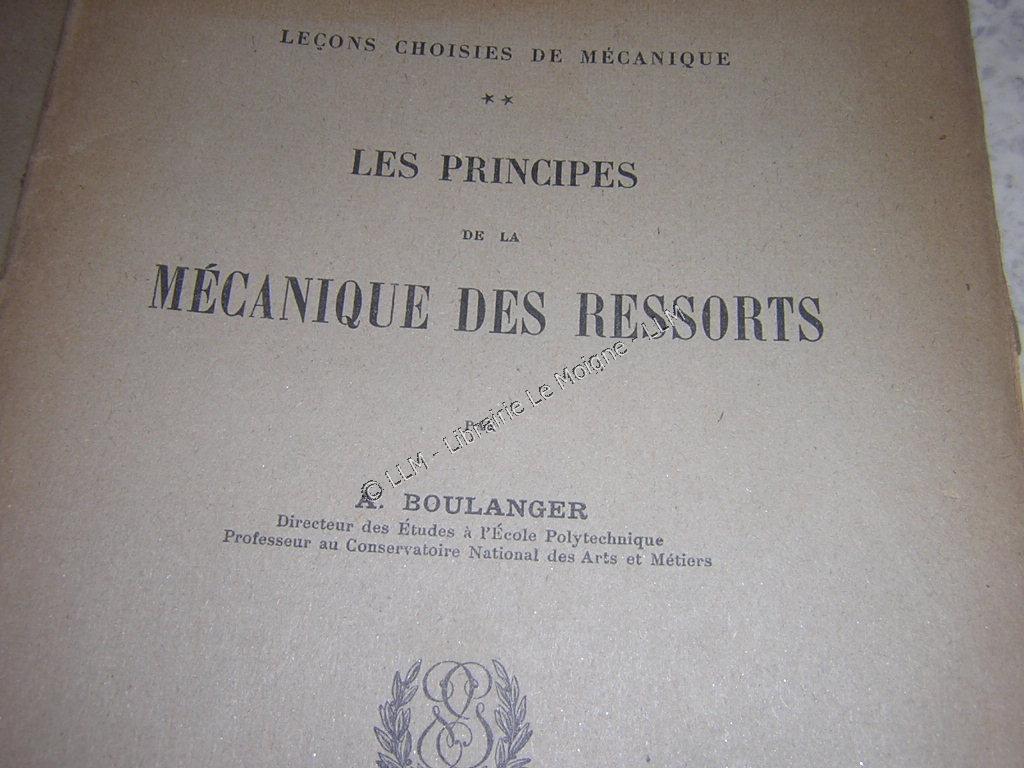 LEÇONS CHOISIES DE MÉCANIQUE
★★
LES PRINCIPES
DE LA
MÉCANIQUE DES RESSORTS
© LLM - Librairie Le Moigne - LLM
A. BOULANGER
Directeur des Études à l'École Polytechnique
Professeur au Conservatoire National des Arts et Métiers